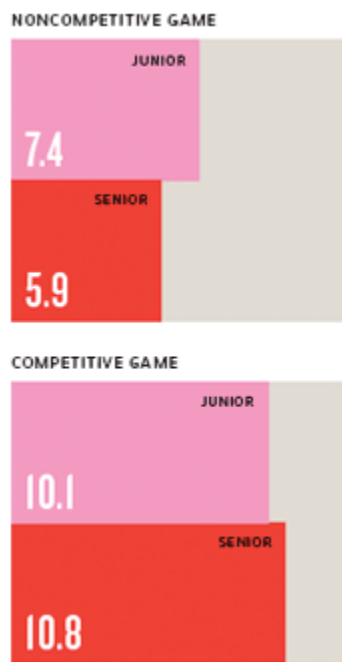 NONCOMPETITIVE GAME
JUNIOR
7.4
SENIOR
5.9
COMPETITIVE GAME
JUNIOR
10.1
SENIOR
10.8